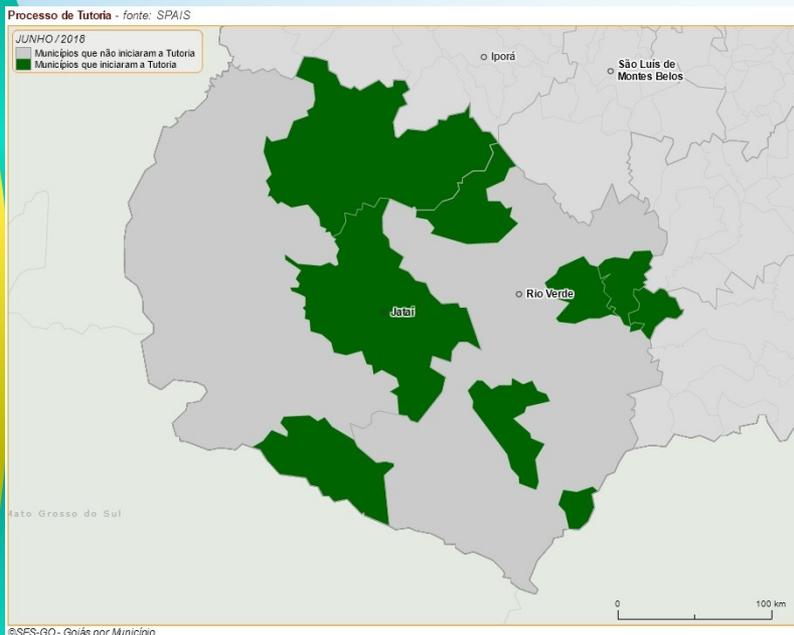 Processo de Tutoria - fonte: SPAIS
JUNHO / 2018
Municípios que não iniciaram a Tutoria
Municípios que iniciaram a Tutoria
Iporá
São Luís de
Montes Belos
Rio Verde
Jataí
Mato Grosso do Sul
0 100 km
©SES-GO - Goiás por Município